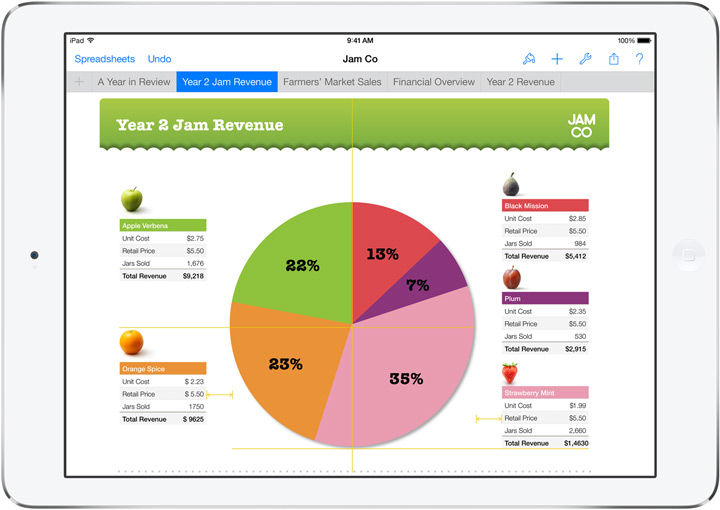 iPad 9:41 AM 100%
Spreadsheets Undo Jam Co ?
A Year in Review Year 2 Jam Revenue Farmers' Market Sales Financial Overview Year 2 Revenue
Year 2 Jam Revenue
JAM
CO
Apple Verbena
Unit Cost $2.75
Retail Price $5.50
Jars Sold 1,676
Total Revenue $9,218
Orange Spice
Unit Cost $ 2.23
Retail Price $ 5.50
Jars Sold 1750
Total Revenue $ 9625
22%
13%
7%
23%
35%
Black Mission
Unit Cost $2.85
Retail Price $5.50
Jars Sold 984
Total Revenue $5,412
Plum
Unit Cost $2.35
Retail Price $5.50
Jars Sold 530
Total Revenue $2,915
Strawberry Mint
Unit Cost $1.99
Retail Price $5.50
Jars Sold 2,660
Total Revenue $1,4630